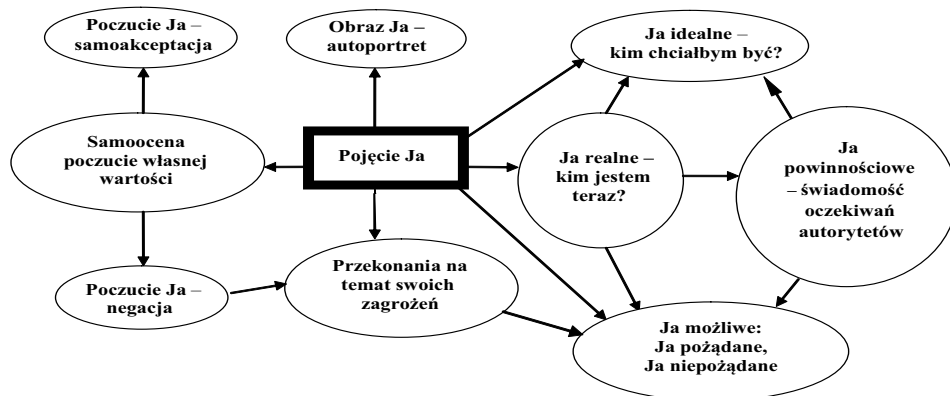 Poczucie Ja –
samoakceptacja
Obraz Ja –
autoportret
Ja idealne –
kim chciałbym być?
Samoocena
poczucie własnej
wartości
Pojęcie Ja
Ja realne –
kim jestem
teraz?
Ja
powinnościowe
– świadomość
oczekiwań
autorytetów
Poczucie Ja –
negacja
Przekonania na
temat swoich
zagrożeń
Ja możliwe:
Ja pożądane,
Ja niepożądane